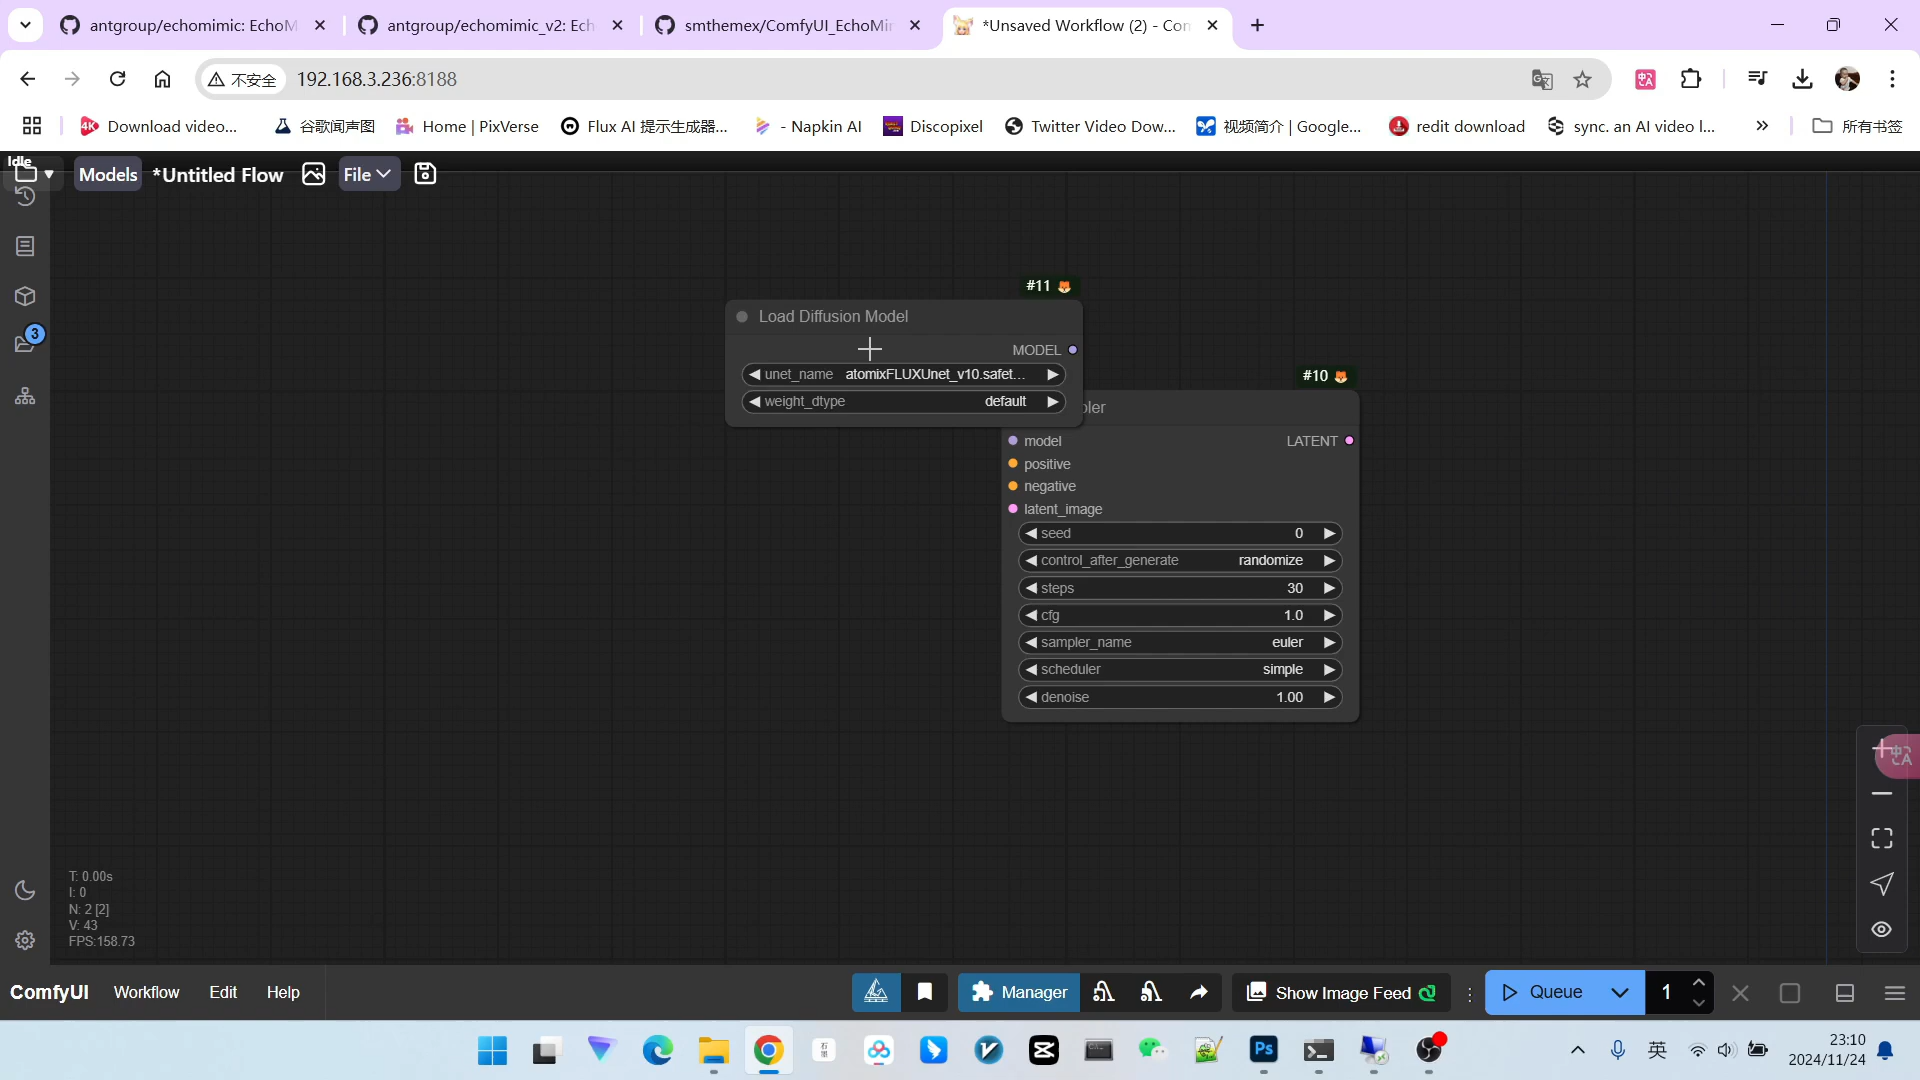 antgroup/echomimic: EchoM
antgroup/echomimic_v2: Ech
smthemex/ComfyUI_EchoMi
*Unsaved Workflow (2) - Con
不安全
192.168.3.236:8188
4K
Download video...
谷歌闻声图
Home | PixVerse
Flux AI 提示生成器...
- Napkin AI
Discopixel
Twitter Video Dow...
视频简介 | Google...
redit download
sync. an AI video l...
所有书签
Idle
Models
*Untitled Flow
File
#11
Load Diffusion Model
MODEL
unet_name
atomixFLUXUnet_v10.safet...
weight_dtype
default
3
#10
pler
model
LATENT
positive
negative
latent_image
seed
0
control_after_generate
randomize
steps
30
cfg
1.0
sampler_name
euler
scheduler
simple
denoise
1.00
T: 0.00s
I: 0
N: 2 [2]
V: 43
FPS:158.73
ComfyUI
Workflow
Edit
Help
Manager
Show Image Feed
Queue
1
Ps
英
23:10
2024/11/24